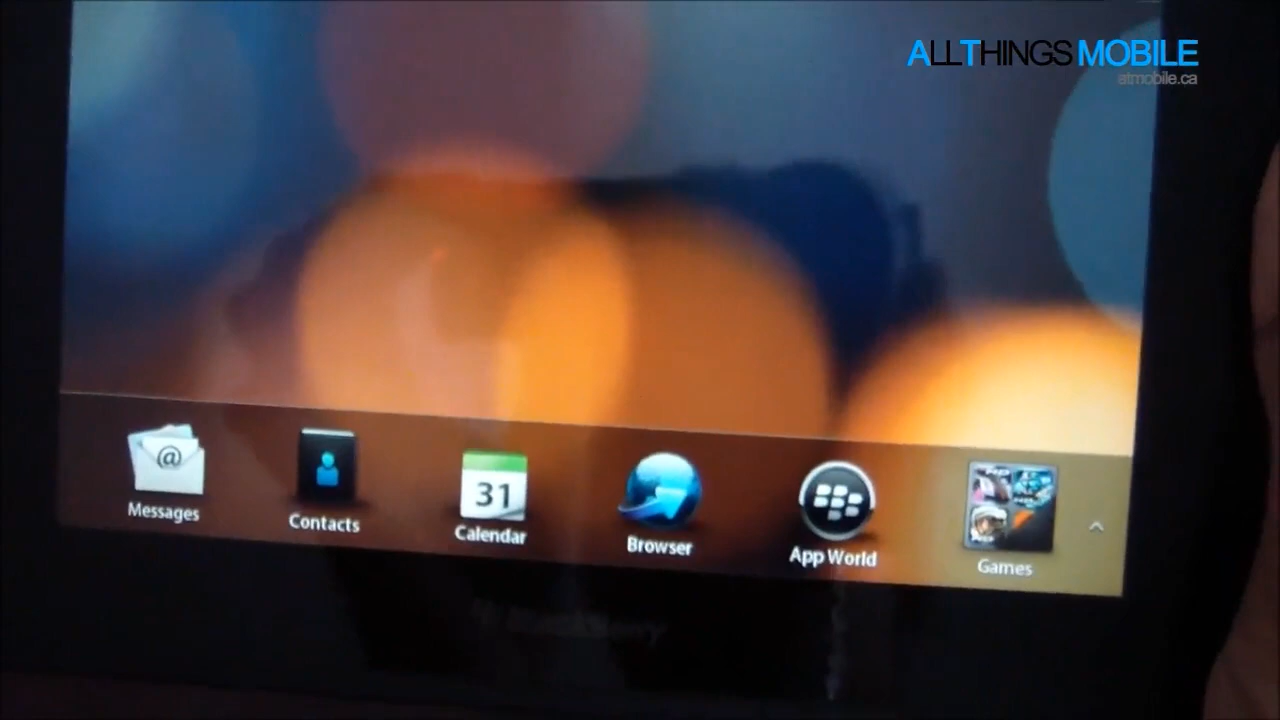 ALLTHINGS MOBILE
atmobile.ca
@
31
Messages
Contacts
Calendar
Browser
App World
Games